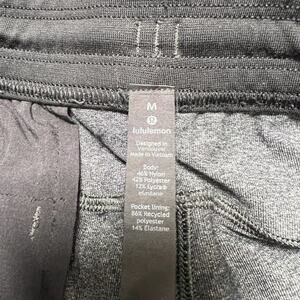 M
lululemon
Designed in
Vancouver
Made in Vietnam
Body:
46% Nylon
42% Polyester
12% Lycra®
elastane
Pocket lining:
86% Recycled
polyester
14% Elastane